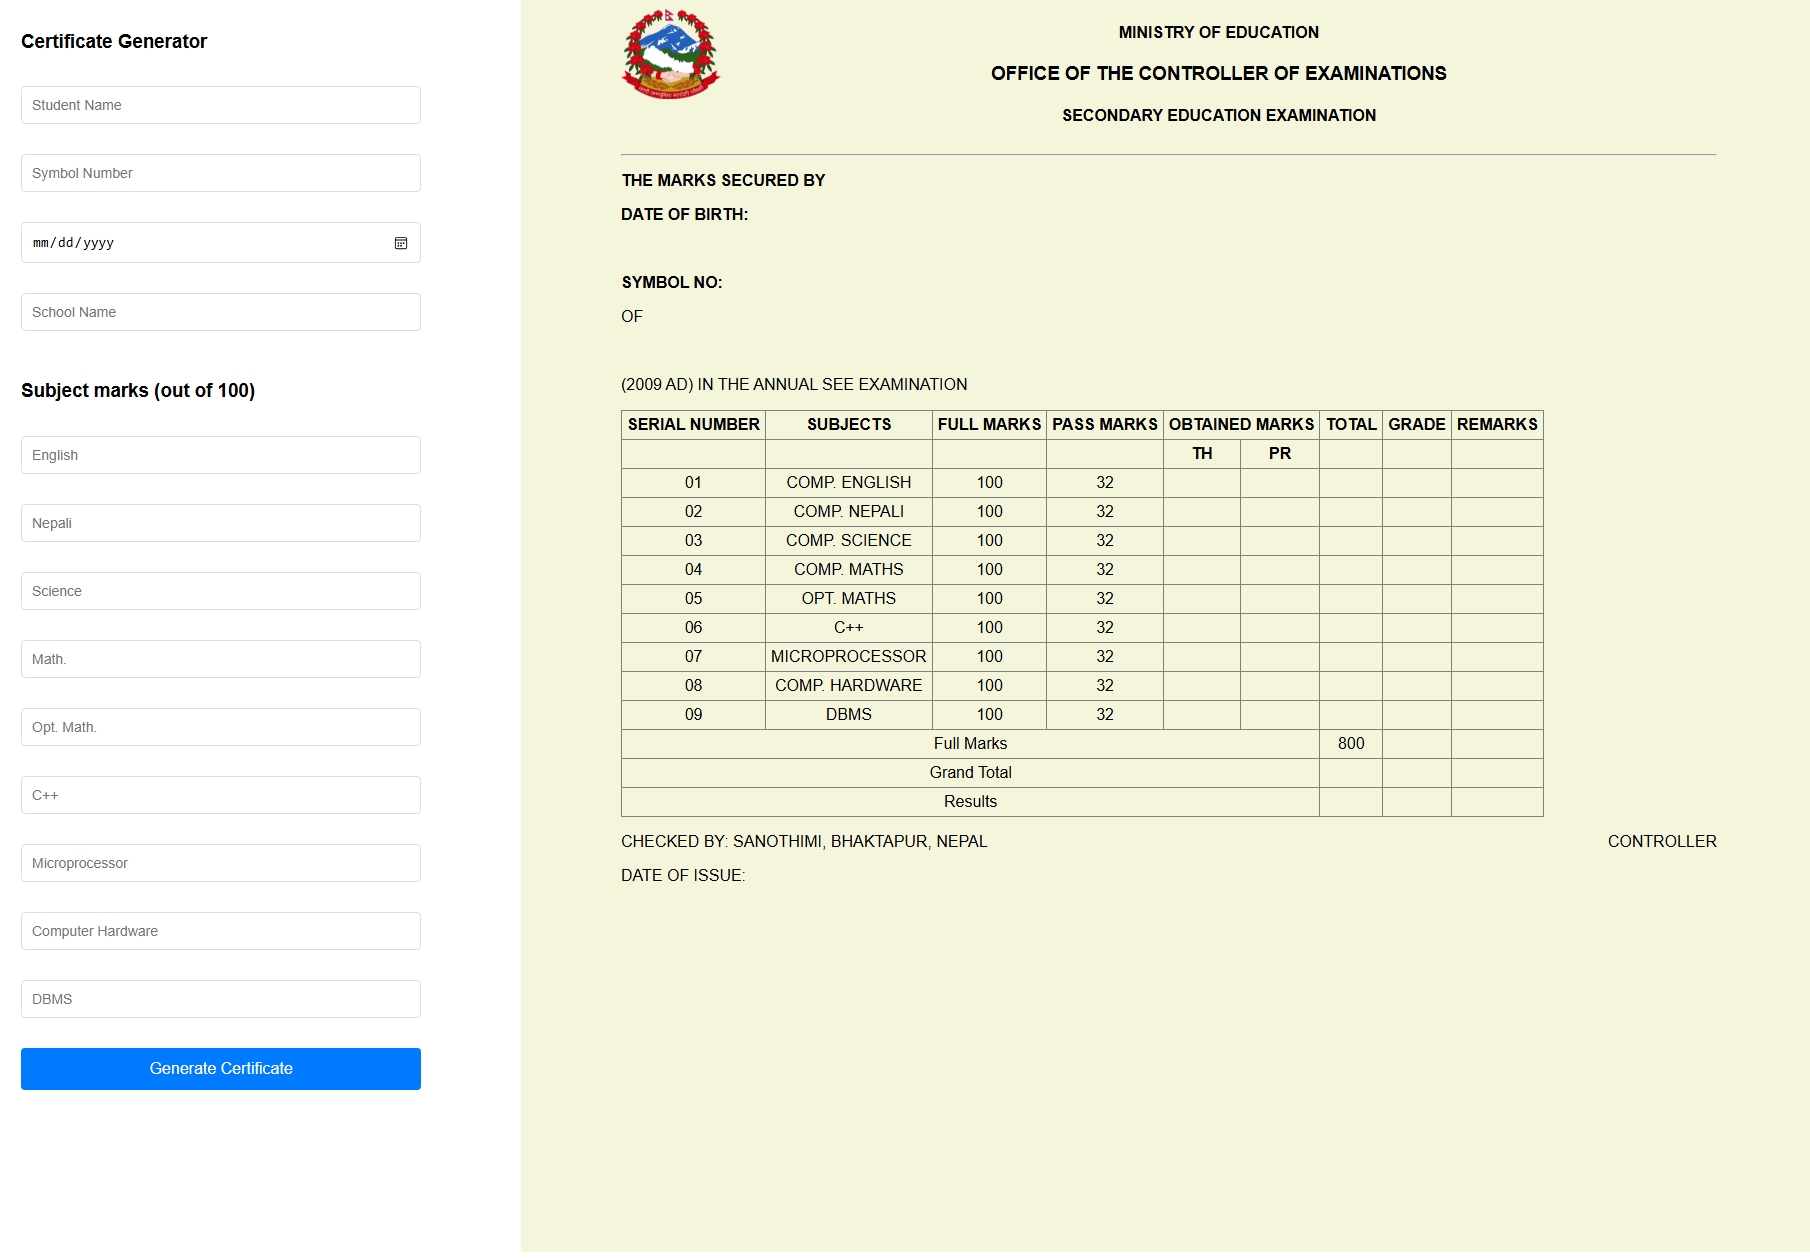 Certificate Generator
Student Name
Symbol Number
mm/dd/yyyy
School Name
Subject marks (out of 100)
English
Nepali
Science
Math.
Opt. Math.
C++
Microprocessor
Computer Hardware
DBMS
Generate Certificate
MINISTRY OF EDUCATION
OFFICE OF THE CONTROLLER OF EXAMINATIONS
SECONDARY EDUCATION EXAMINATION
THE MARKS SECURED BY
DATE OF BIRTH:
SYMBOL NO:
OF
(2009 AD) IN THE ANNUAL SEE EXAMINATION
SERIAL NUMBER SUBJECTS FULL MARKS PASS MARKS OBTAINED MARKS TOTAL GRADE REMARKS
TH PR
01 COMP. ENGLISH 100 32
02 COMP. NEPALI 100 32
03 COMP. SCIENCE 100 32
04 COMP. MATHS 100 32
05 OPT. MATHS 100 32
06 C++ 100 32
07 MICROPROCESSOR 100 32
08 COMP. HARDWARE 100 32
09 DBMS 100 32
Full Marks 800
Grand Total
Results
CHECKED BY: SANOTHIMI, BHAKTAPUR, NEPAL CONTROLLER
DATE OF ISSUE: